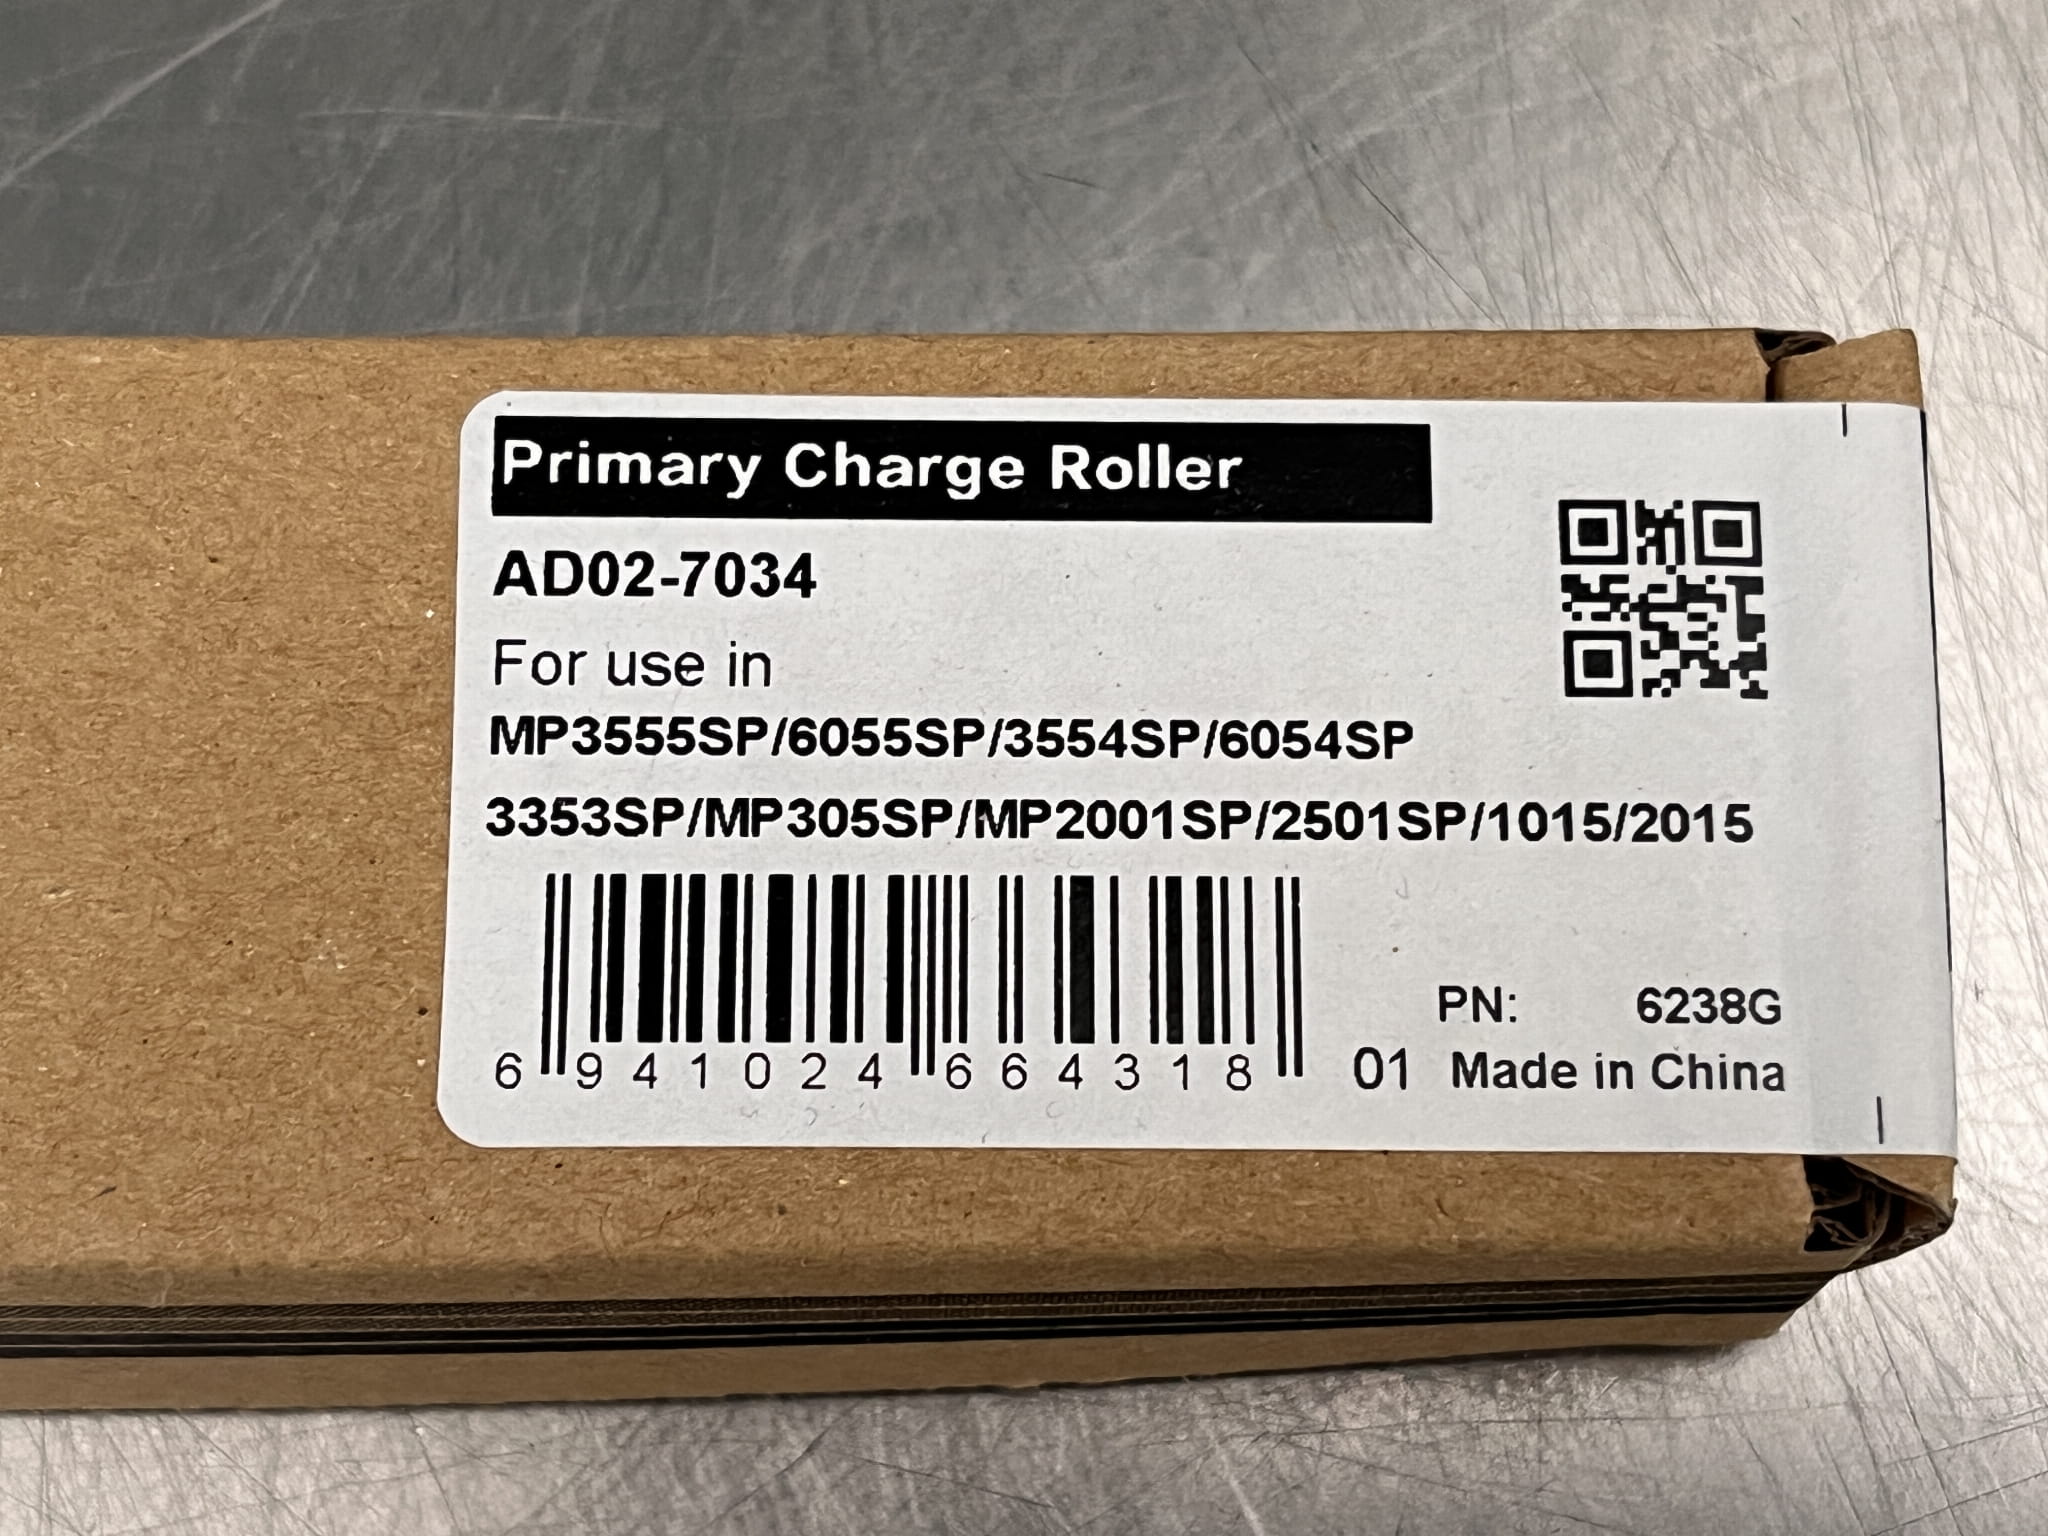 Primary Charge Roller
AD02-7034
For use in
MP3555SP/6055SP/3554SP/6054SP
3353SP/MP305SP/MP2001SP/2501SP/1015/2015
6 941024 664318 01
PN: 6238G
Made in China